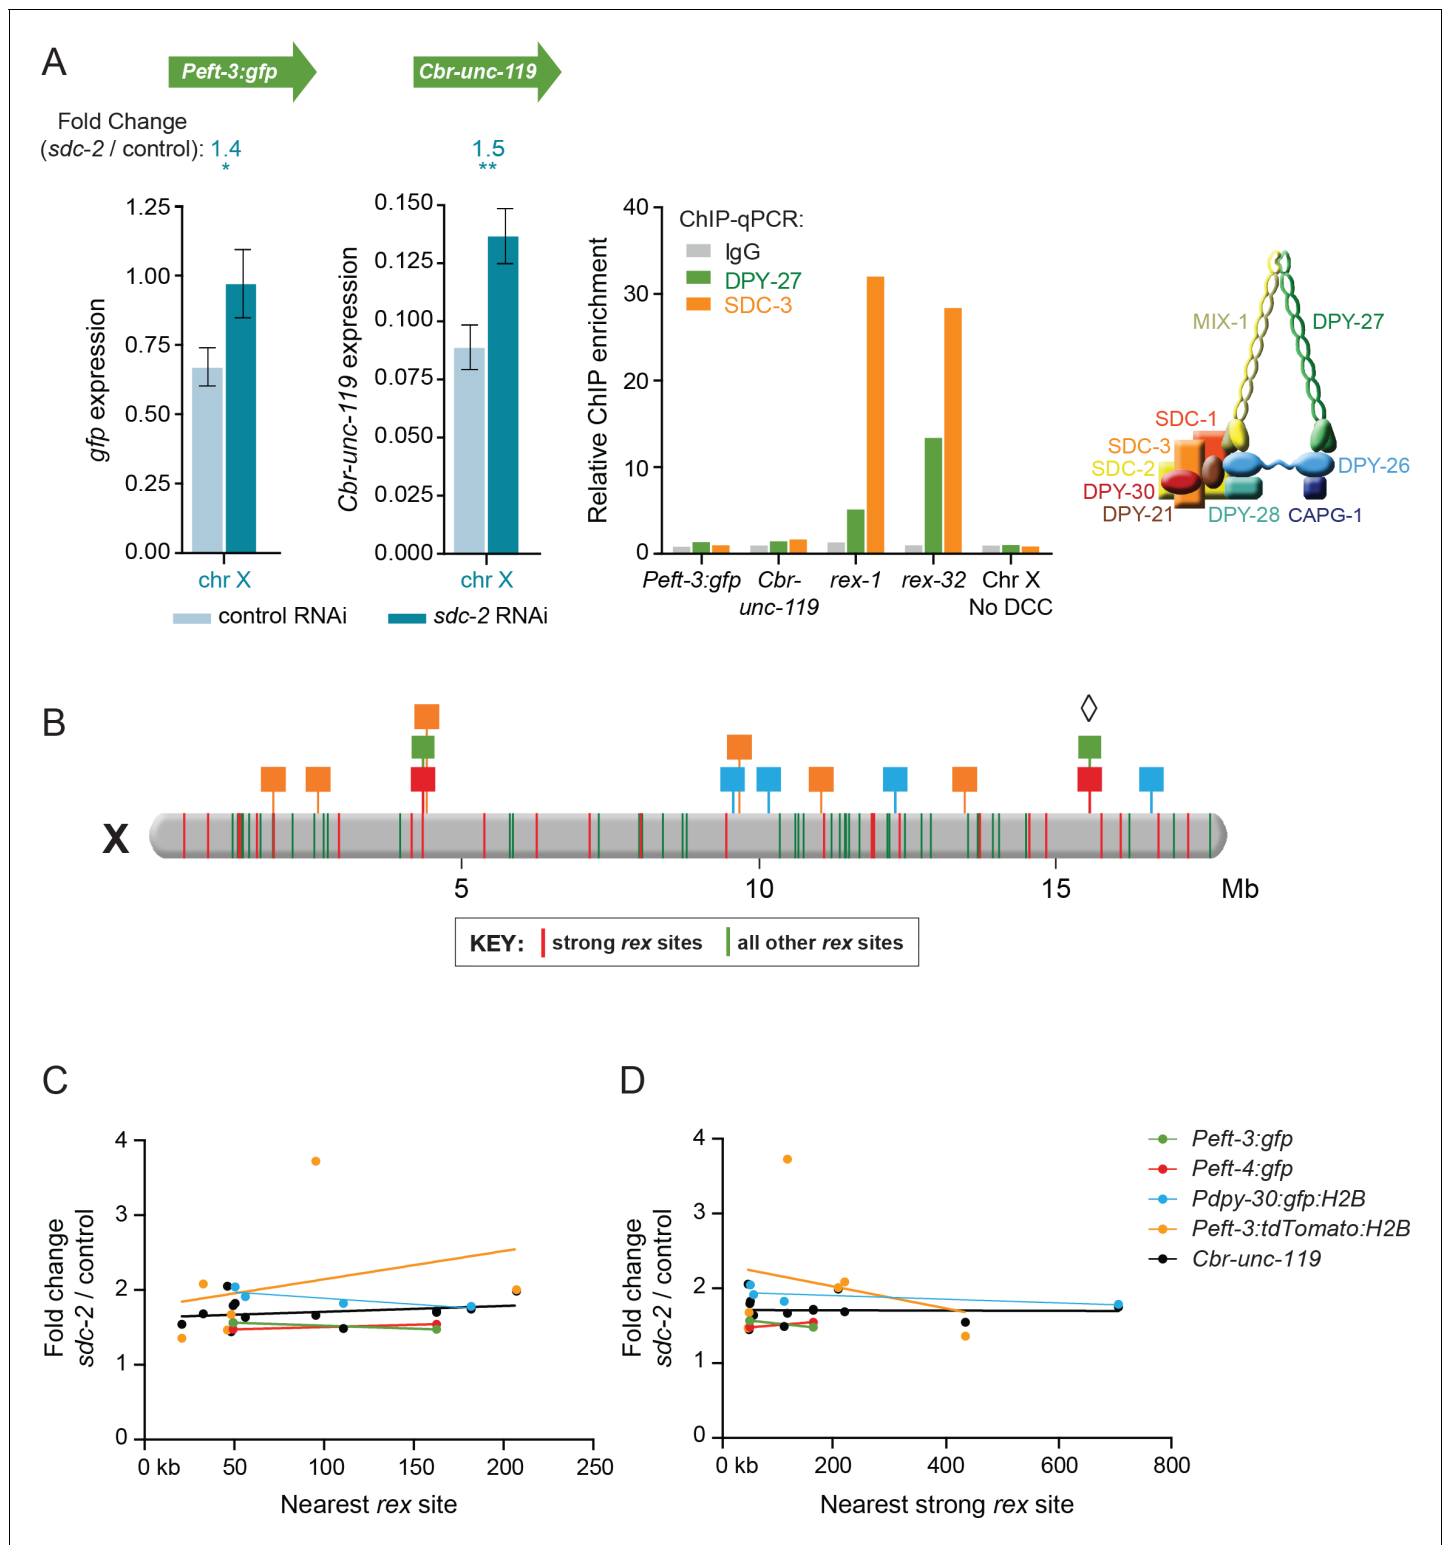 A
Peft-3:gfp
Cbr-unc-119
Fold Change
(sdc-2 / control): 1.4
*
1.5
**
gfp expression
1.25
1.00
0.75
0.50
0.25
0.00
chr X
Cbr-unc-119 expression
0.150
0.125
0.100
0.075
0.050
0.025
0.000
chr X
control RNAi
sdc-2 RNAi
Relative ChIP enrichment
40
30
20
10
0
ChIP-qPCR:
IgG
DPY-27
SDC-3
Peft-3:gfp
Cbr-
unc-119
rex-1
rex-32
Chr X
No DCC
MIX-1
DPY-27
SDC-1
SDC-3
SDC-2
DPY-30
DPY-21
DPY-28
CAPG-1
DPY-26
B
X
5
10
15
Mb
KEY:
strong rex sites
all other rex sites
C
Fold change
sdc-2 / control
4
3
2
1
0
0 kb
50
100
150
200
250
Nearest rex site
D
Fold change
sdc-2 / control
4
3
2
1
0
0 kb
200
400
600
800
Nearest strong rex site
Peft-3:gfp
Peft-4:gfp
Pdpy-30:gfp:H2B
Peft-3:tdTomato:H2B
Cbr-unc-119